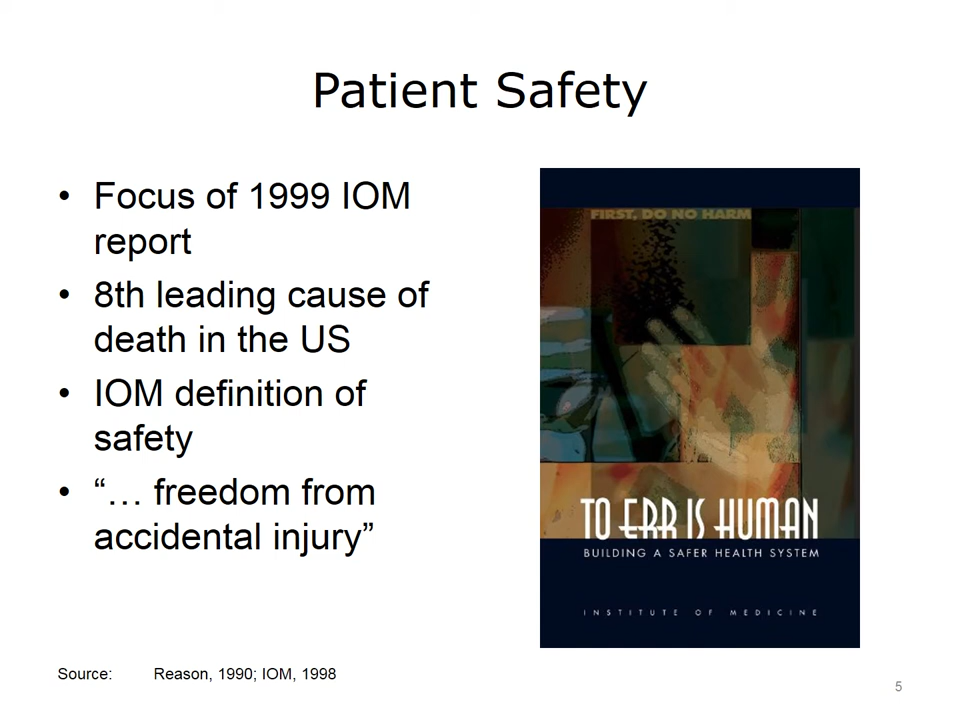 Patient Safety
• Focus of 1999 IOM
report
• 8th leading cause of
death in the US
• IOM definition of
safety
• “… freedom from
accidental injury”
FIRST, DO NO HARM
TO ERR IS HUMAN
BUILDING A SAFER HEALTH SYSTEM
INSTITUTE OF MEDICINE
Source: Reason, 1990; IOM, 1998
5